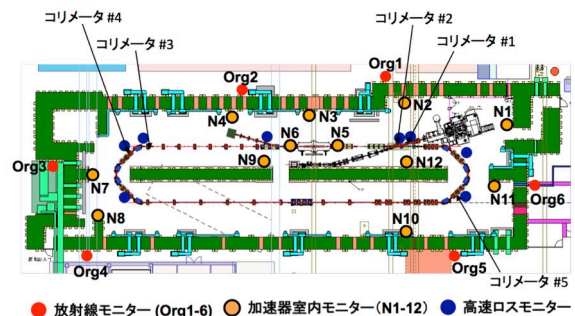 コリメータ #4
コリメータ #3
コリメータ #2
コリメータ #1
Org1
Org2
N1
N2
N3
N4
N5
N6
N9
N12
Org3
N7
N8
N11
Org6
N10
Org4
Org5
コリメータ #5
放射線モニター (Org1-6)
加速器室内モニター(N1-12)
高速ロスモニター